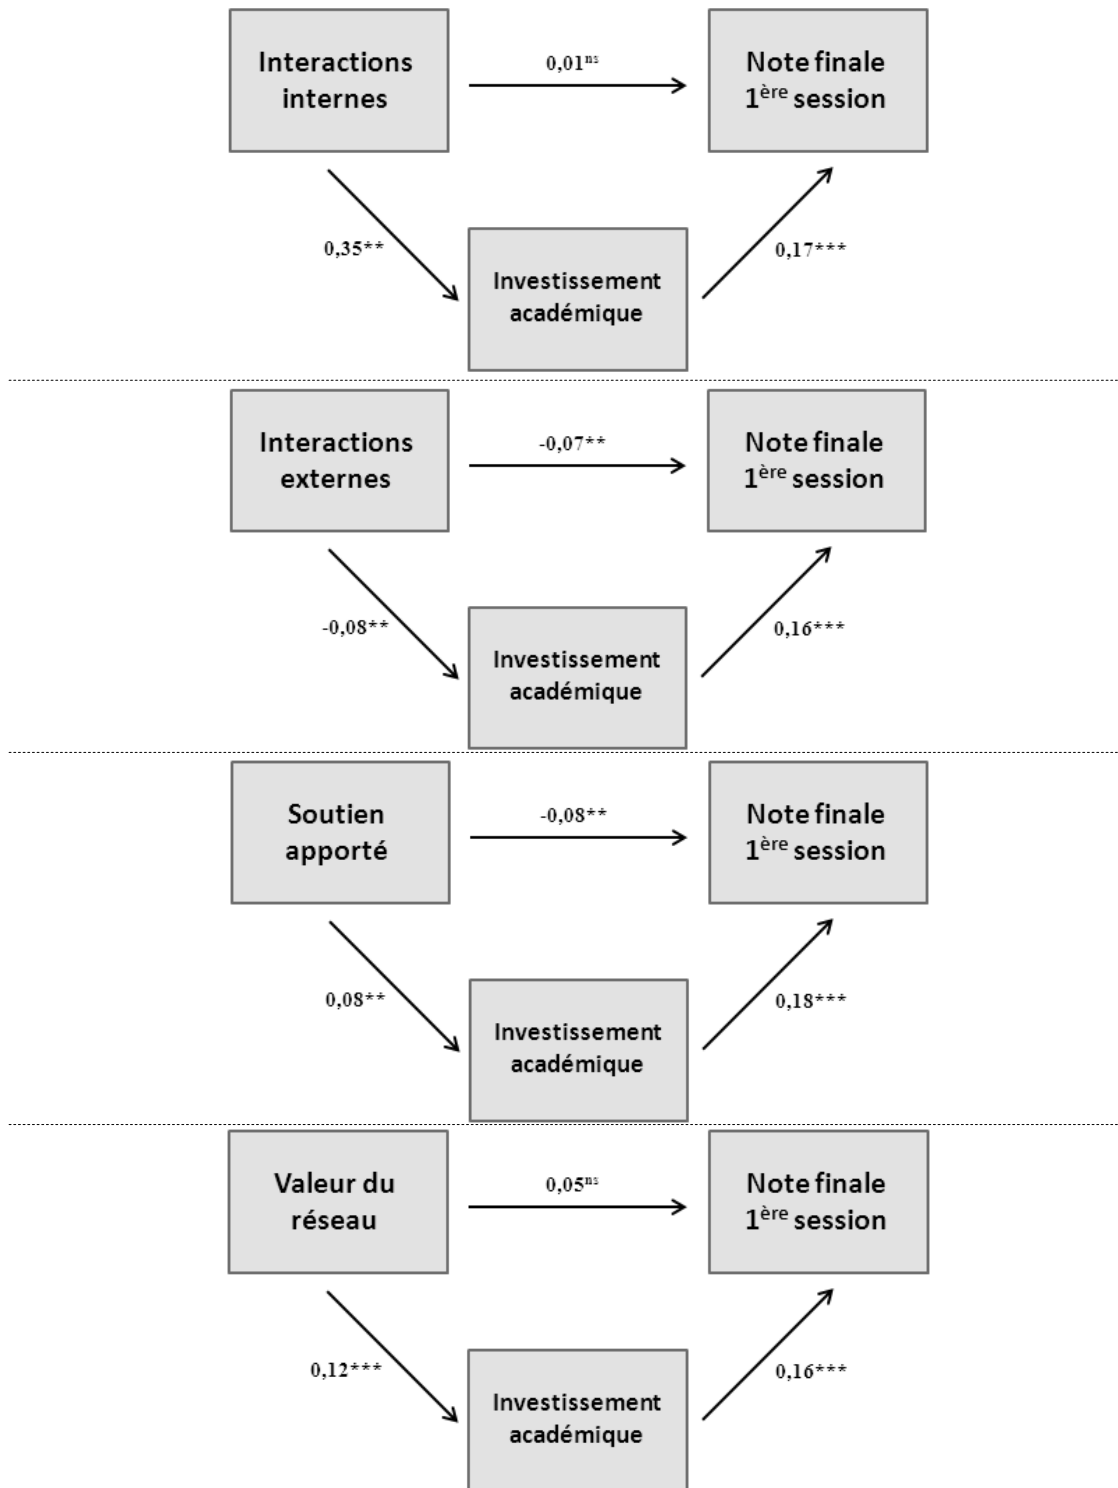 Interactions
internes
0,01ⁿˢ
Note finale
1ère session
0,35**
Investissement
académique
0,17***
Interactions
externes
-0,07**
Note finale
1ère session
-0,08**
Investissement
académique
0,16***
Soutien
apporté
-0,08**
Note finale
1ère session
0,08**
Investissement
académique
0,18***
Valeur du
réseau
0,05ⁿˢ
Note finale
1ère session
0,12***
Investissement
académique
0,16***